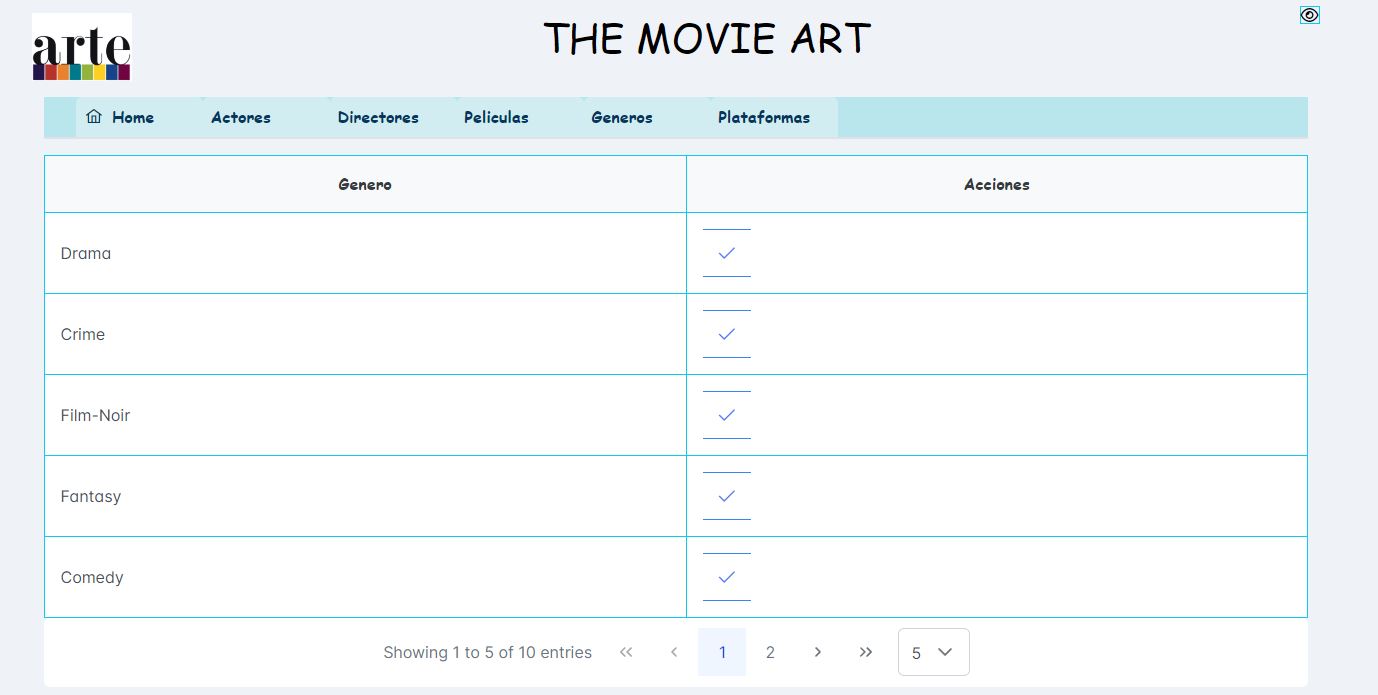 arte
THE MOVIE ART
Home Actores Directores Peliculas Generos Plataformas
Genero Acciones
Drama
Crime
Film-Noir
Fantasy
Comedy
Showing 1 to 5 of 10 entries 1 2 5